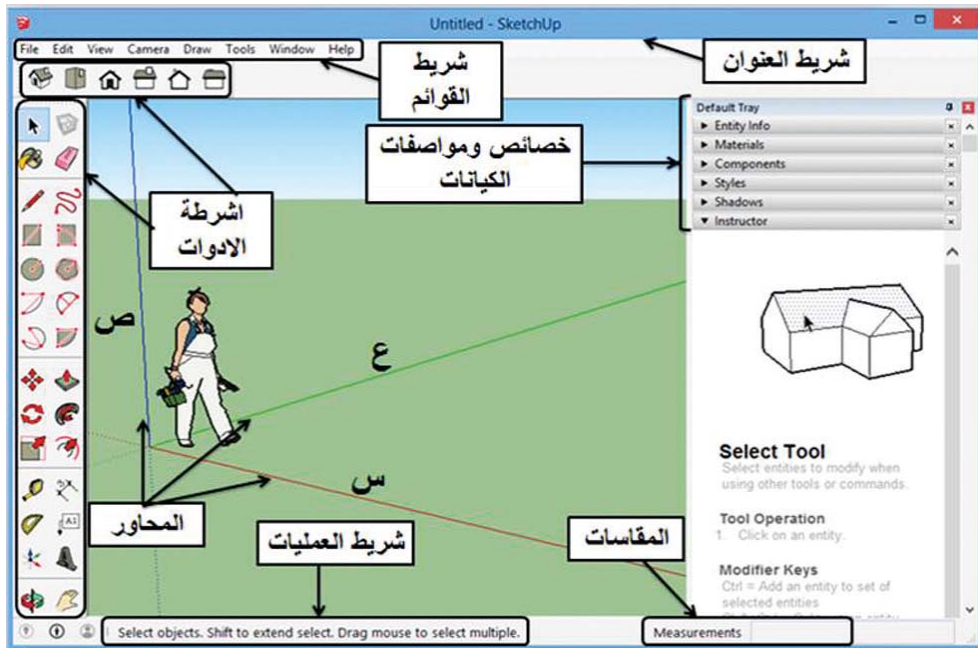 Untitled - SketchUp
File Edit View Camera Draw Tools Window Help
شريط العنوان
شريط
القوائم
Default Tray
Entity Info
Materials
Components
Styles
Shadows
Instructor
خصائص ومواصفات
الكيانات
اشرطة
الادوات
ص
ع
س
A1
المحاور
شريط العمليات
المقاسات
Select Tool
Select entities to modify when
using other tools or commands.
Tool Operation
1. Click on an entity.
Modifier Keys
Ctrl = Add an entity to set of
selected entities
Select objects. Shift to extend select. Drag mouse to select multiple.
Measurements